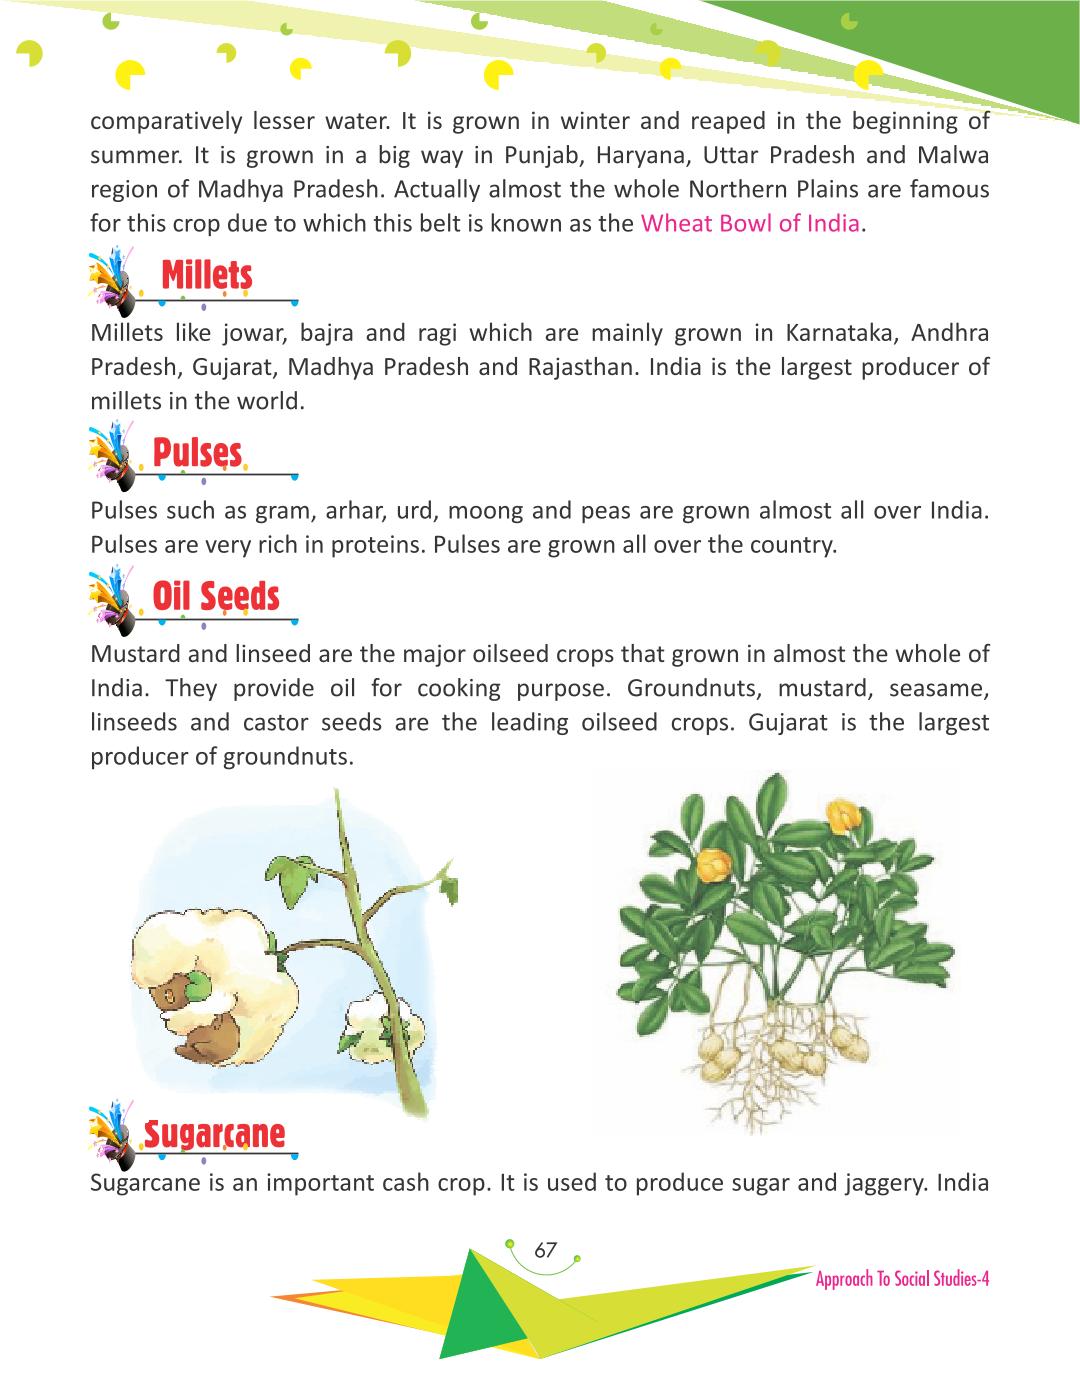 comparatively lesser water. It is grown in winter and reaped in the beginning of
summer. It is grown in a big way in Punjab, Haryana, Uttar Pradesh and Malwa
region of Madhya Pradesh. Actually almost the whole Northern Plains are famous
for this crop due to which this belt is known as the Wheat Bowl of India.
Millets
Millets like jowar, bajra and ragi which are mainly grown in Karnataka, Andhra
Pradesh, Gujarat, Madhya Pradesh and Rajasthan. India is the largest producer of
millets in the world.
Pulses
Pulses such as gram, arhar, urd, moong and peas are grown almost all over India.
Pulses are very rich in proteins. Pulses are grown all over the country.
Oil Seeds
Mustard and linseed are the major oilseed crops that grown in almost the whole of
India. They provide oil for cooking purpose. Groundnuts, mustard, seasame,
linseeds and castor seeds are the leading oilseed crops. Gujarat is the largest
producer of groundnuts.
Sugarcane
Sugarcane is an important cash crop. It is used to produce sugar and jaggery. India
67
Approach To Social Studies-4